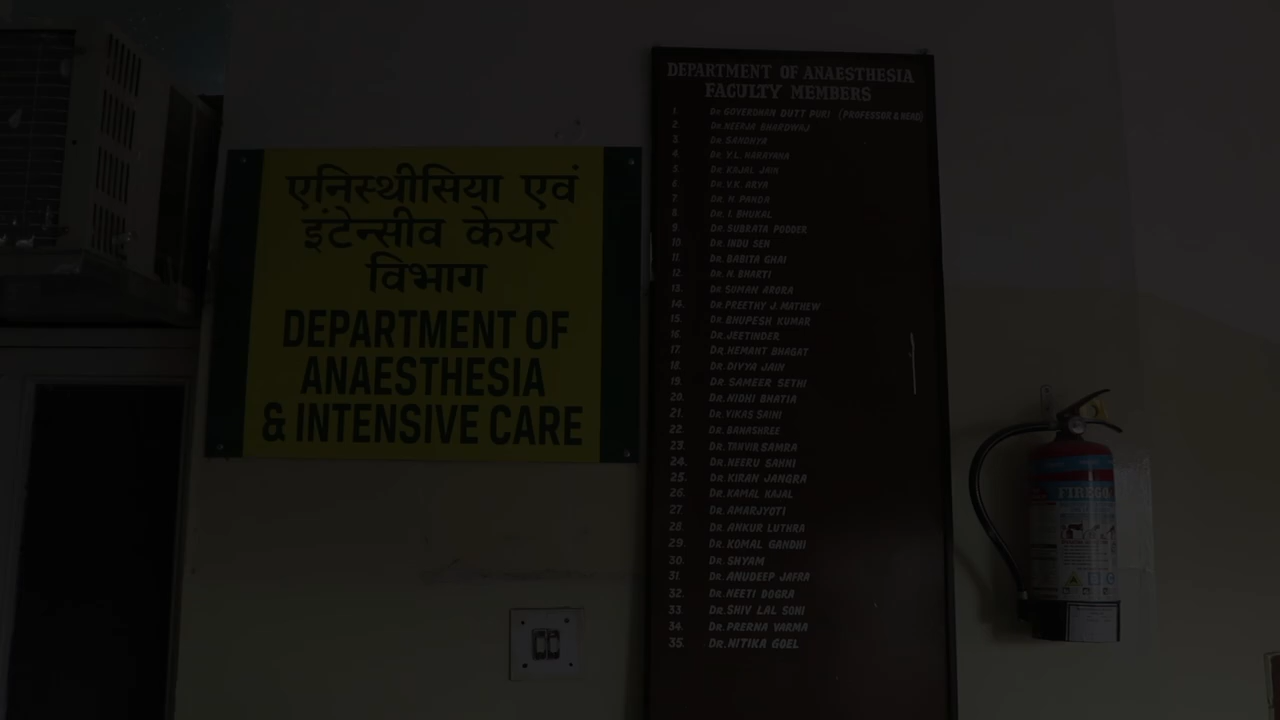 एनिस्थीसिया एवं
इंटेन्सीव केयर
विभाग
DEPARTMENT OF
ANAESTHESIA
& INTENSIVE CARE
DEPARTMENT OF ANAESTHESIA
FACULTY MEMBERS
1. Dr. GOVERDHAN DUTT PURI (PROFESSOR & HEAD)
2. DR. NEERJA BHARDWAJ
3. DR. SANDHYA
4. DR. Y.L. NARAYANA
5. DR. KAJAL JAIN
6. DR. V.K. ARYA
7. DR. N PANDA
8. DR. I. BHUKAL
9. DR. SUBRATA PODDER
10. DR. INDU SEN
11. DR. BABITA GHAI
12. DR. N. BHARTI
13. DR. SOMAN ARORA
14. DR. PREETHY J. MATHEW
15. DR. BHUPESH KUMAR
16. DR. JEETINDER
17. DR. HEMANT BHAGAT
18. DR. DIVYA JAIN
19. DR. SAMEER SETHI
20. DR. NIDHI BHATIA
21. DR. VIKAS SAINI
22. DR. BANASHREE
23. DR. TANVIR SAMRA
24. DR. NEERU SAHNI
25. DR. KIRAN JANGRA
26. DR. KAMAL KAJAL
27. DR. AMARJYOTI
28. DR. ANKUR LUTHRA
29. DR. KOMAL GANDHI
30. DR. SHYAM
31. DR. ANUDEEP JAFRA
32. DR. NEETI DOGRA
33. DR. SHIV LAL SONI
34. DR. PRERNA VARMA
35. DR. NITIKA GOEL